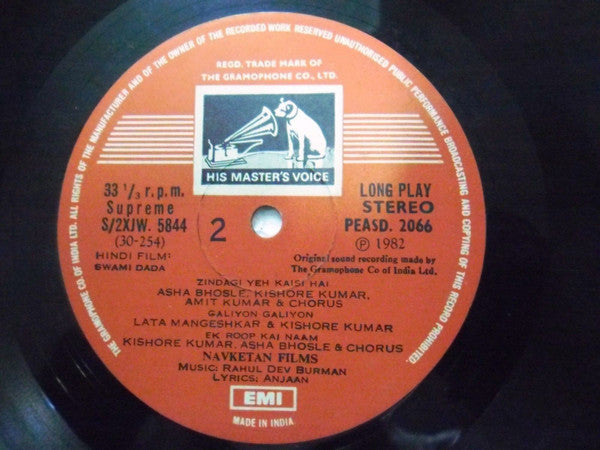 THE GRAMOPHONE CO. OF INDIA LTD. ALL RIGHTS OF THE MANUFACTURER AND OF THE OWNER OF THE RECORDED WORK RESERVED UNAUTHORISED PUBLIC PERFORMANCE BROADCASTING AND COPYING OF THIS RECORD PROHIBITED.
REGD. TRADE MARK OF
THE GRAMOPHONE CO., LTD.
HIS MASTER'S VOICE
33 1/3 r.p.m.
Supreme
S/2XJW. 5844
(30-254)
HINDI FILM:
SWAMI DADA
2
LONG PLAY
STEREO
PEASD. 2066
℗ 1982
Original sound recording made by
The Gramophone Co of India Ltd.
ZINDAGI YEH KAISI HAI
ASHA BHOSLE, KISHORE KUMAR,
AMIT KUMAR & CHORUS
GALIYON GALIYON
LATA MANGESHKAR & KISHORE KUMAR
EK ROOP KAI NAAM
KISHORE KUMAR, ASHA BHOSLE & CHORUS
NAVKETAN FILMS
MUSIC: RAHUL DEV BURMAN
LYRICS: ANJAAN
EMI
MADE IN INDIA